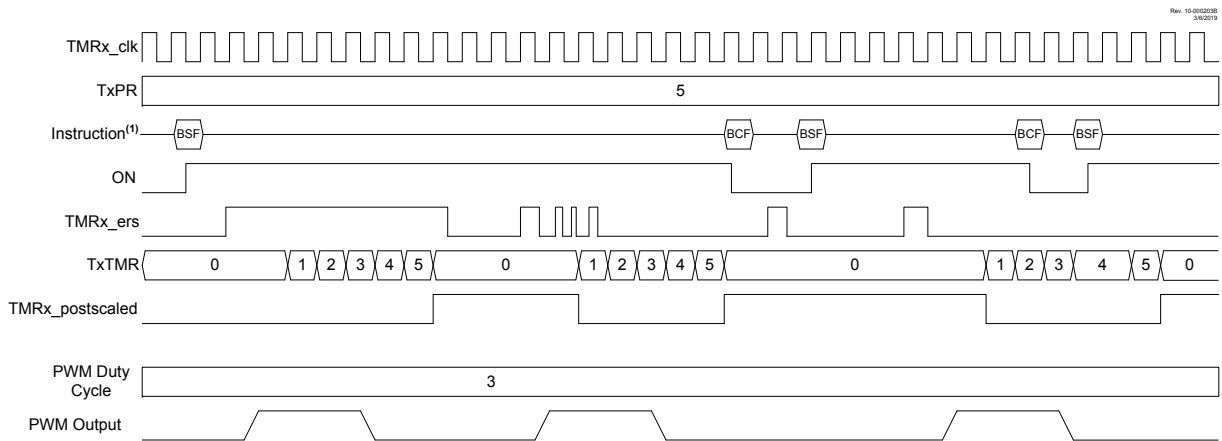 Rev. 10-000203B
3/6/2019
TMRx_clk
TxPR
5
Instruction(1)
BSF
BCF
BSF
BCF
BSF
ON
TMRx_ers
TxTMR
0
1
2
3
4
5
0
1
2
3
4
5
0
1
2
3
4
5
0
TMRx_postscaled
PWM Duty
Cycle
3
PWM Output